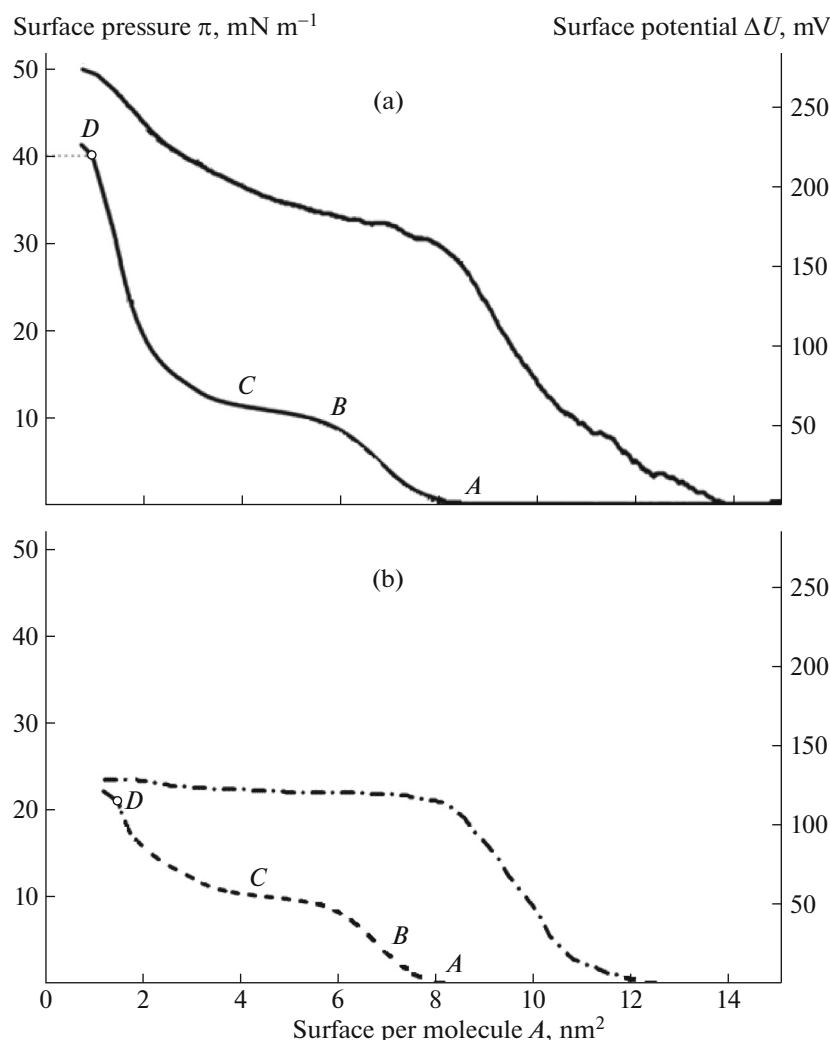 Surface pressure π, mN m⁻¹ Surface potential ΔU, mV
50
40
30
20
10
250
200
150
100
50
(a)
D
C
B
A
50
40
30
20
10
250
200
150
100
50
(b)
D
C
B
A
0 2 4 6 8 10 12 14
Surface per molecule A, nm²